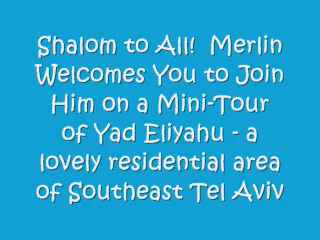 Shalom to All!  Merlin
Welcomes You to Join
Him on a Mini-Tour
of Yad Eliyahu - a
lovely residential area
of Southeast Tel Aviv